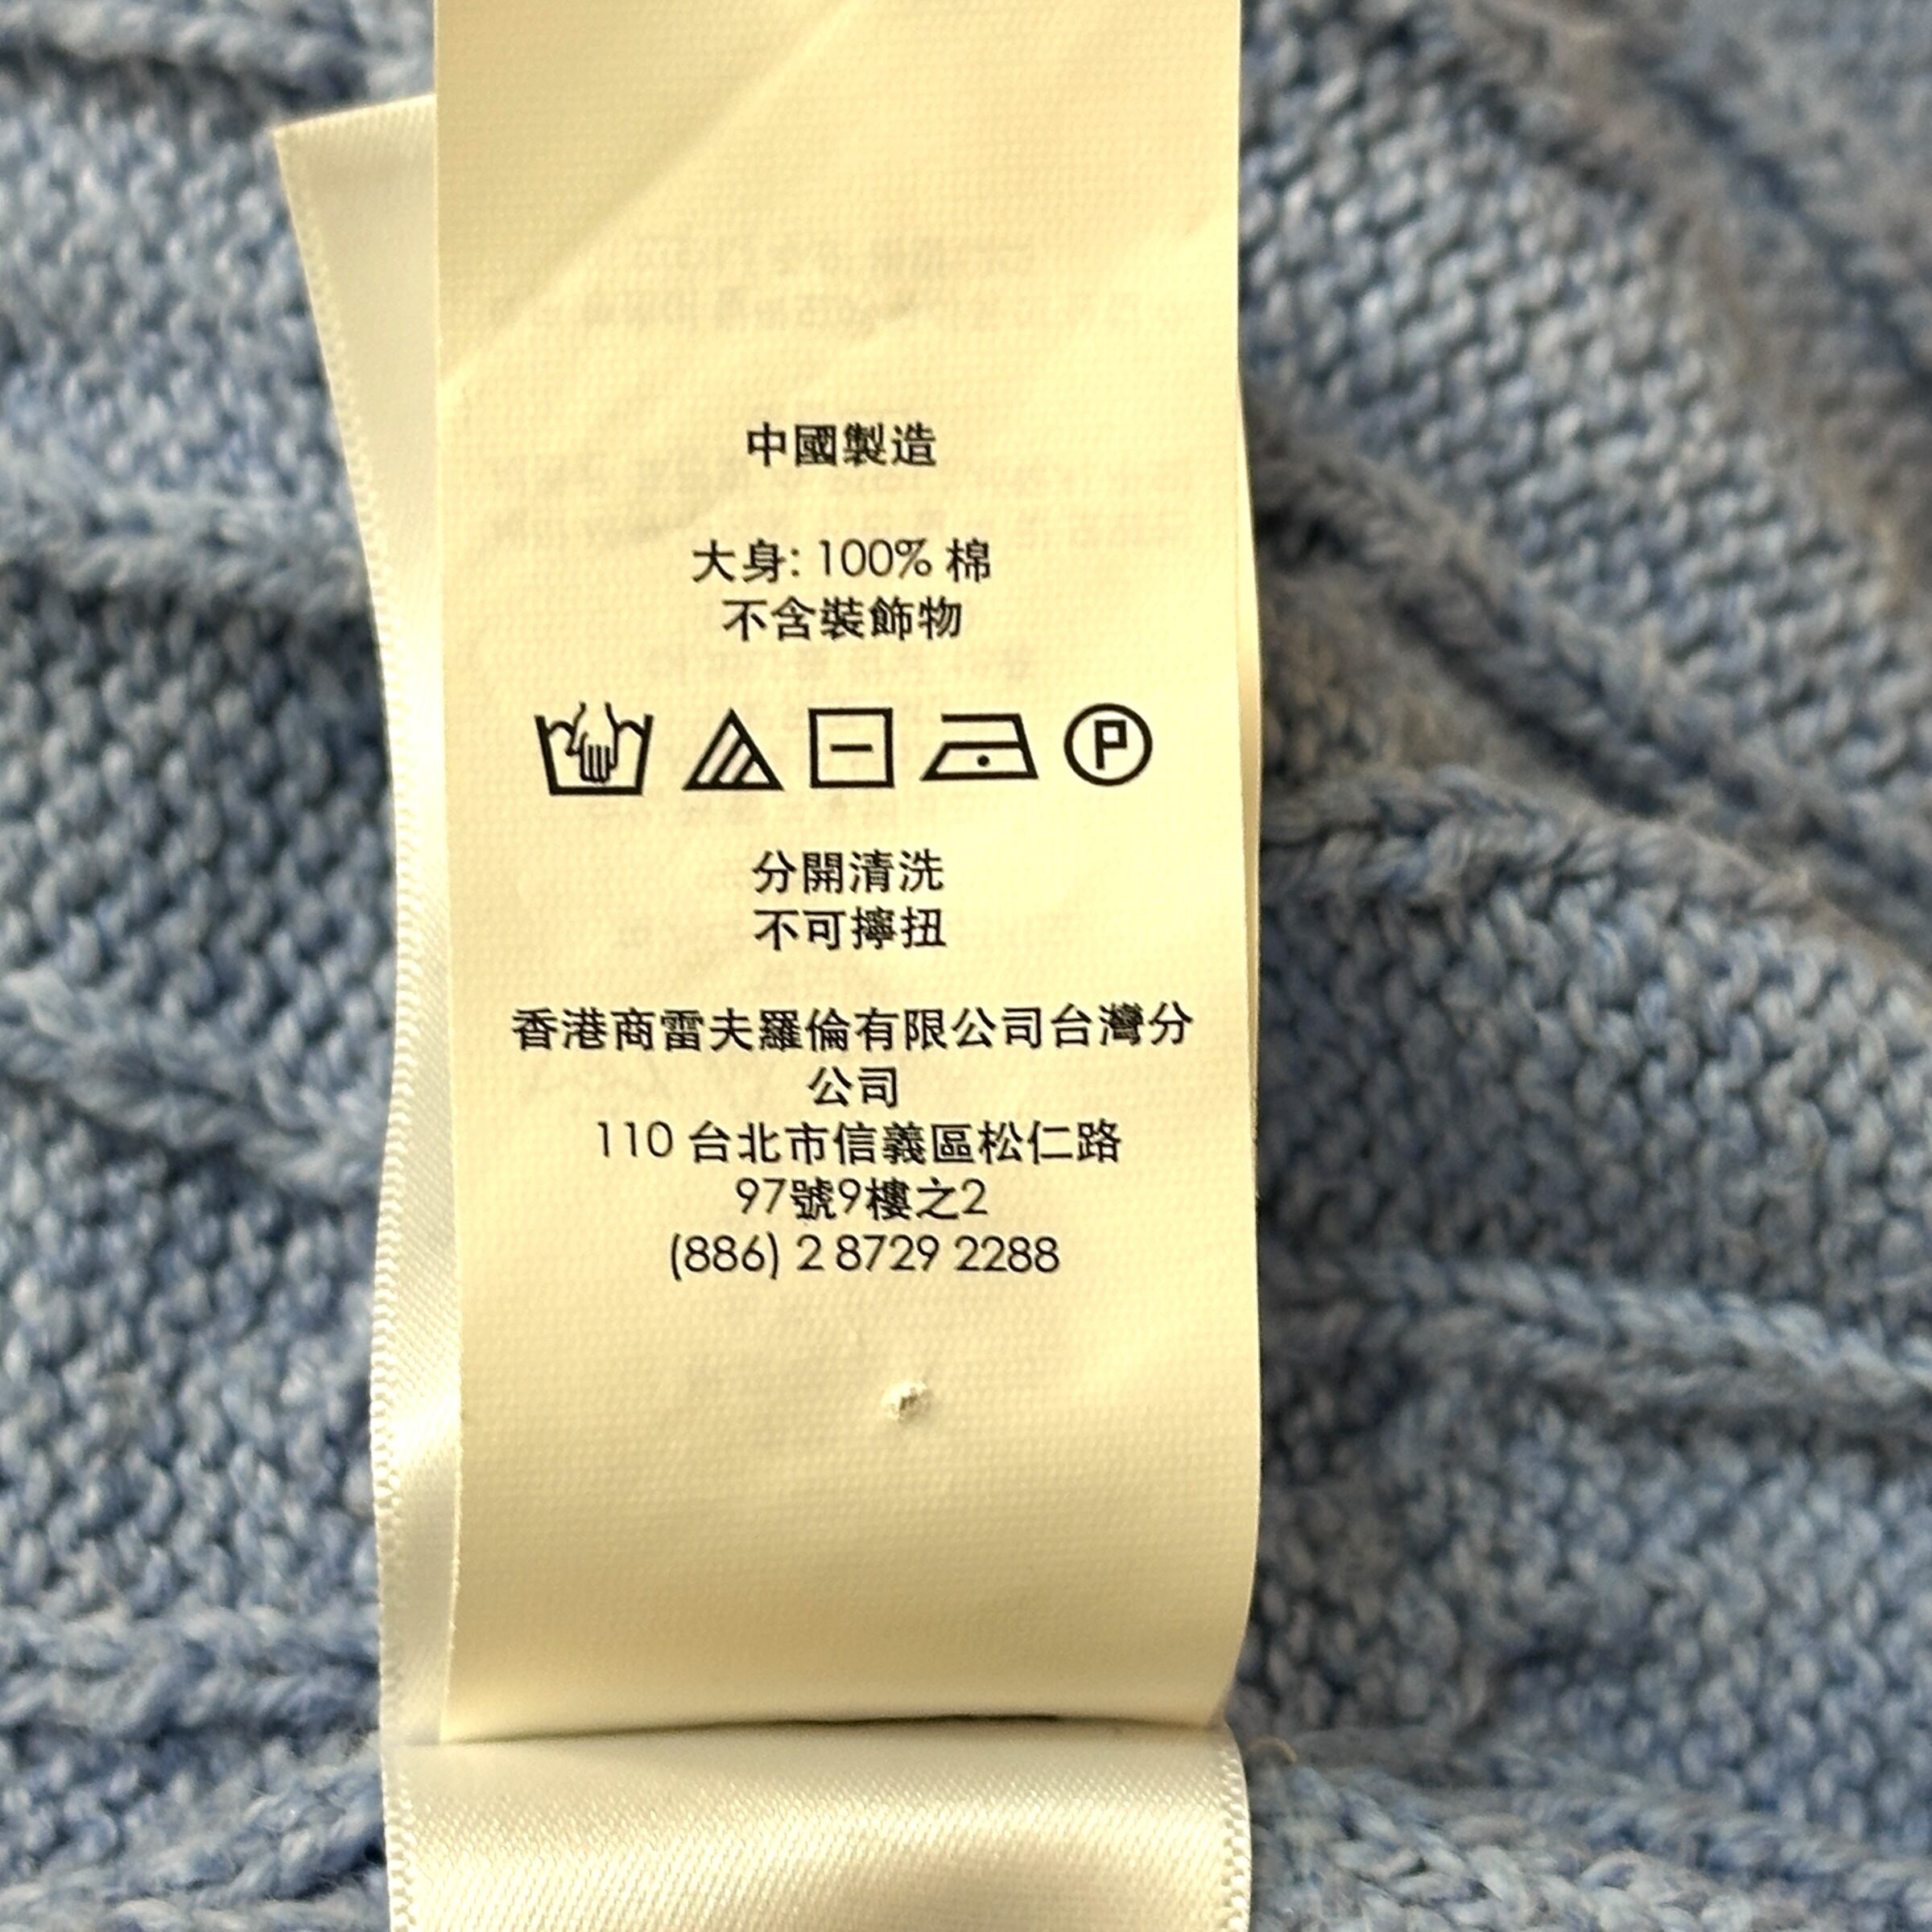 中國製造
大身: 100% 棉
不含裝飾物
P
分開清洗
不可擰扭
香港商雷夫羅倫有限公司台灣分
公司
110 台北市信義區松仁路
97號9樓之2
(886) 2 8729 2288